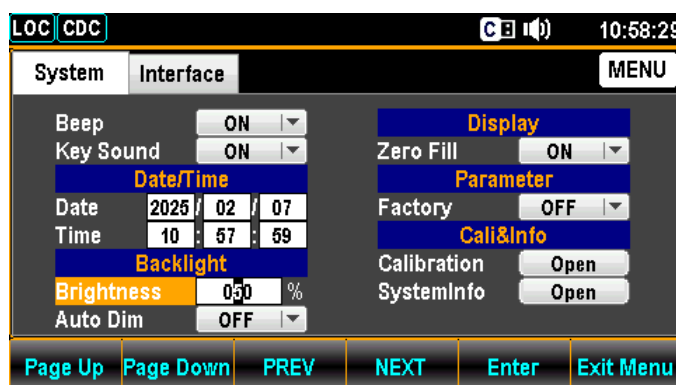 LOC CDC C 10:58:29
System Interface MENU
Beep ON
Key Sound ON
Date/Time
Date 2025 / 02 / 07
Time 10 : 57 : 59
Backlight
Brightness 050 %
Auto Dim OFF
Display
Zero Fill ON
Parameter
Factory OFF
Cali&Info
Calibration Open
SystemInfo Open
Page Up Page Down PREV NEXT Enter Exit Menu